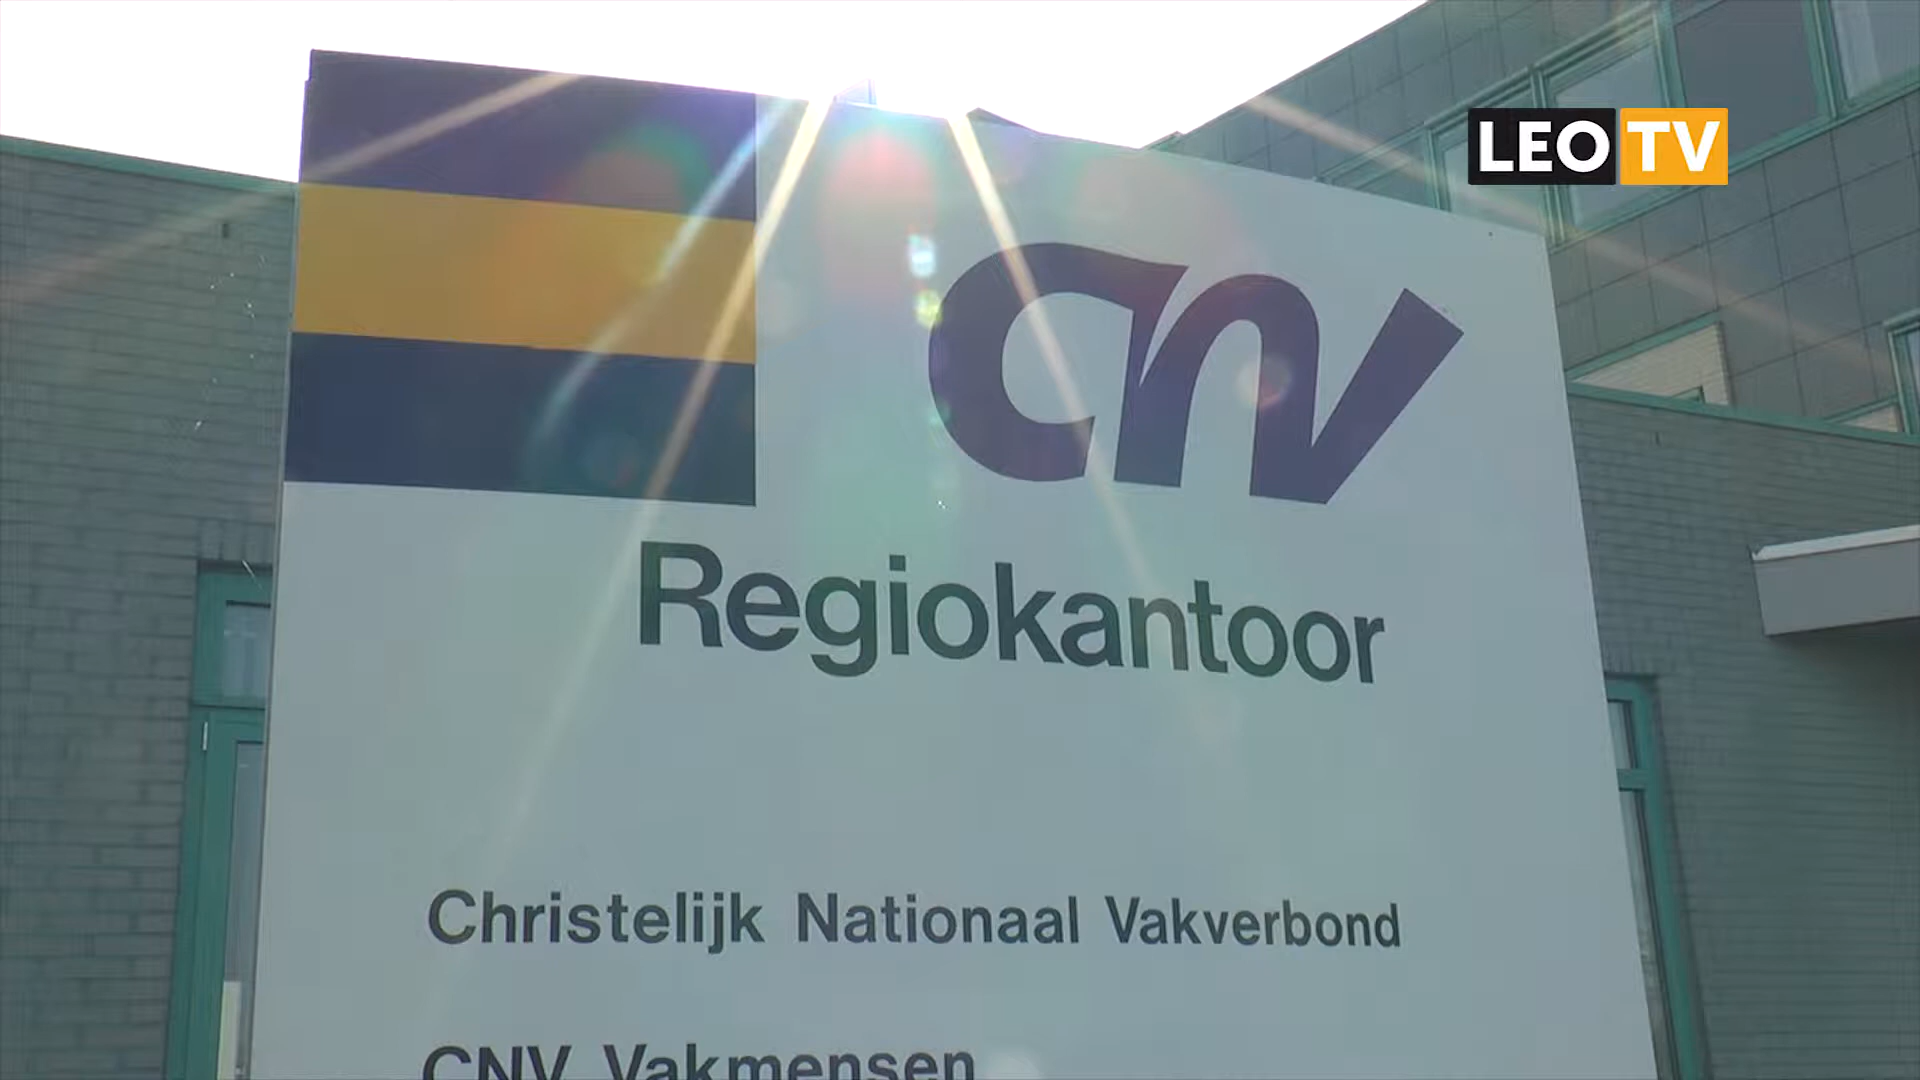 LEO TV
CNV
Regiokantoor
Christelijk Nationaal Vakverbond
CNV Vakmensen